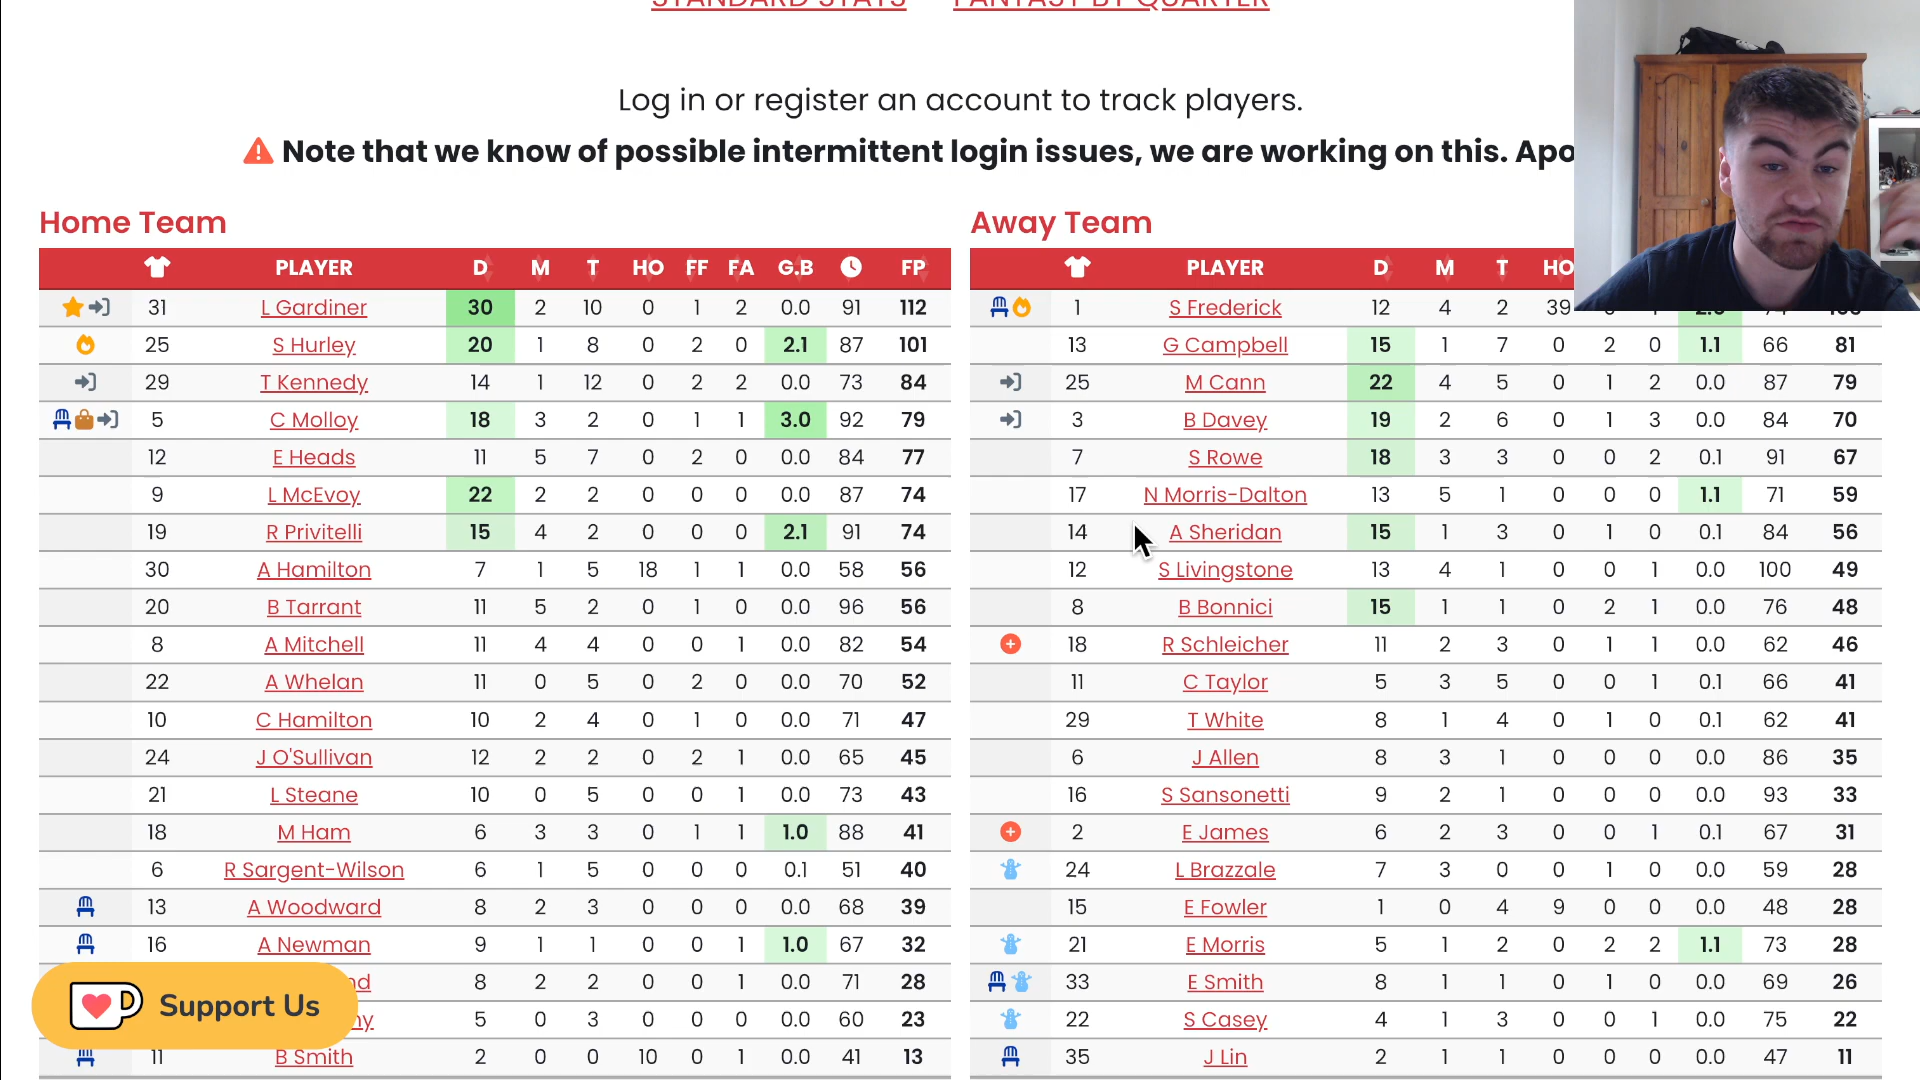 STANDARD STATS FANTASY BY QUARTER
Log in or register an account to track players.
Note that we know of possible intermittent login issues, we are working on this. Apo
Home Team
PLAYER D M T HO FF FA G.B FP
31 L Gardiner 30 2 10 0 1 2 0.0 91 112
25 S Hurley 20 1 8 0 2 0 2.1 87 101
29 T Kennedy 14 1 12 0 2 2 0.0 73 84
5 C Molloy 18 3 2 0 1 1 3.0 92 79
12 E Heads 11 5 7 0 2 0 0.0 84 77
9 L McEvoy 22 2 2 0 0 0 0.0 87 74
19 R Privitelli 15 4 2 0 0 0 2.1 91 74
30 A Hamilton 7 1 5 18 1 1 0.0 58 56
20 B Tarrant 11 5 2 0 1 0 0.0 96 56
8 A Mitchell 11 4 4 0 0 1 0.0 82 54
22 A Whelan 11 0 5 0 2 0 0.0 70 52
10 C Hamilton 10 2 4 0 1 0 0.0 71 47
24 J O'Sullivan 12 2 2 0 2 1 0.0 65 45
21 L Steane 10 0 5 0 0 1 0.0 73 43
18 M Ham 6 3 3 0 1 1 1.0 88 41
6 R Sargent-Wilson 6 1 5 0 0 0 0.1 51 40
13 A Woodward 8 2 3 0 0 0 0.0 68 39
16 A Newman 9 1 1 0 0 1 1.0 67 32
nd 8 2 2 0 0 1 0.0 71 28
ny 5 0 3 0 0 0 0.0 60 23
11 B Smith 2 0 0 10 0 1 0.0 41 13
Support Us
Away Team
PLAYER D M T HO
1 S Frederick 12 4 2 39
13 G Campbell 15 1 7 0 2 0 1.1 66 81
25 M Cann 22 4 5 0 1 2 0.0 87 79
3 B Davey 19 2 6 0 1 3 0.0 84 70
7 S Rowe 18 3 3 0 0 2 0.1 91 67
17 N Morris-Dalton 13 5 1 0 0 0 1.1 71 59
14 A Sheridan 15 1 3 0 1 0 0.1 84 56
12 S Livingstone 13 4 1 0 0 1 0.0 100 49
8 B Bonnici 15 1 1 0 2 1 0.0 76 48
18 R Schleicher 11 2 3 0 1 1 0.0 62 46
11 C Taylor 5 3 5 0 0 1 0.1 66 41
29 T White 8 1 4 0 1 0 0.1 62 41
6 J Allen 8 3 1 0 0 0 0.0 86 35
16 S Sansonetti 9 2 1 0 0 0 0.0 93 33
2 E James 6 2 3 0 0 1 0.1 67 31
24 L Brazzale 7 3 0 0 1 0 0.0 59 28
15 E Fowler 1 0 4 9 0 0 0.0 48 28
21 E Morris 5 1 2 0 2 2 1.1 73 28
33 E Smith 8 1 1 0 1 0 0.0 69 26
22 S Casey 4 1 3 0 0 1 0.0 75 22
35 J Lin 2 1 1 0 0 0 0.0 47 11